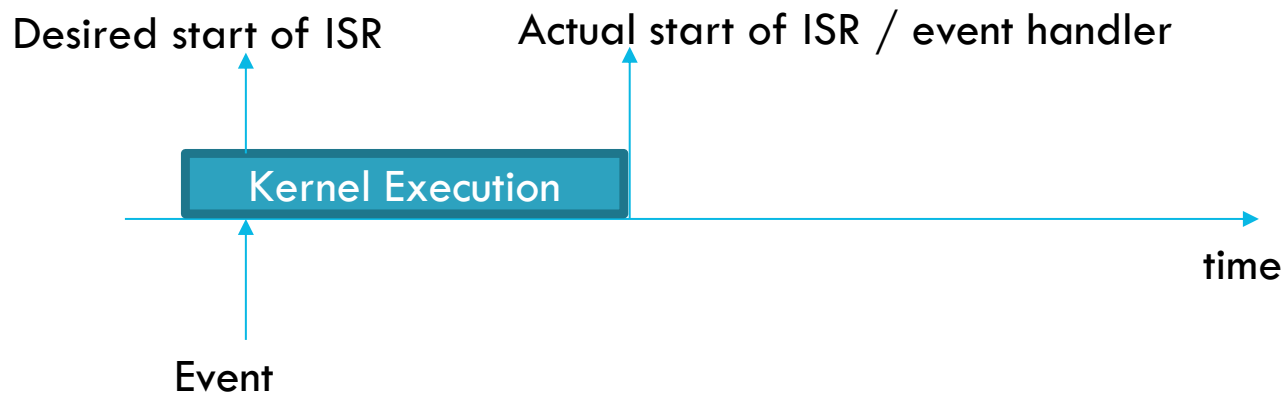 Desired start of ISR
Actual start of ISR / event handler
Kernel Execution
time
Event